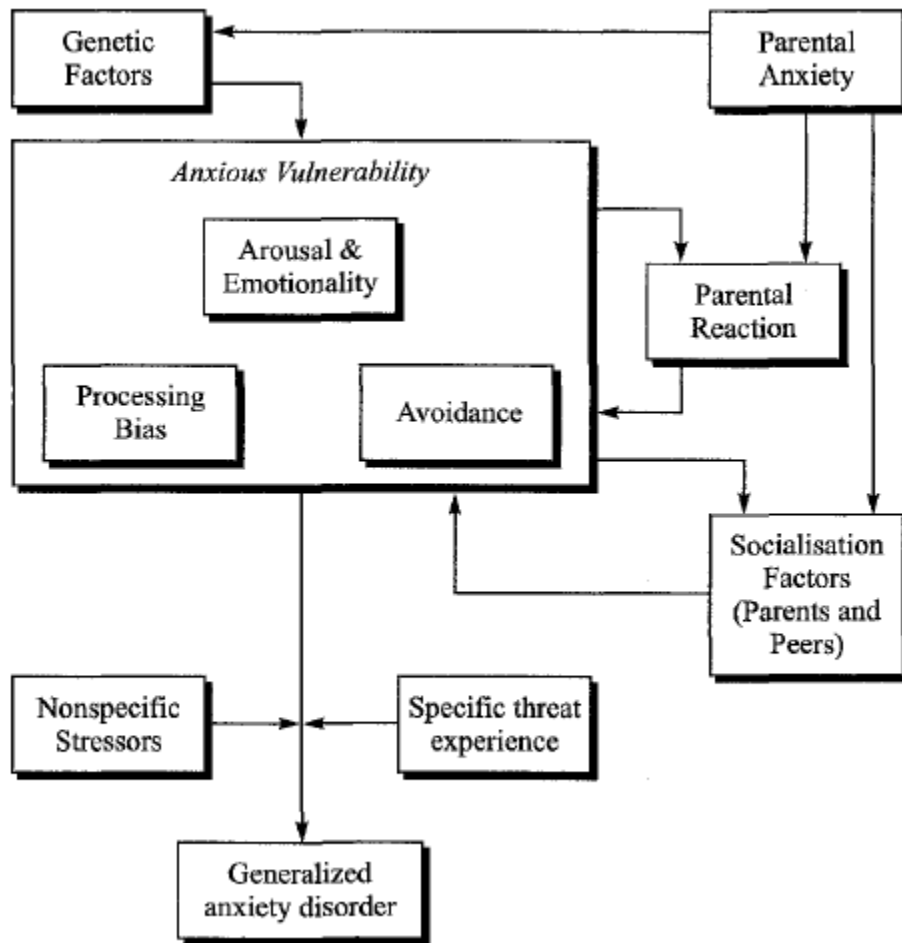 Genetic
Factors
Parental
Anxiety
Anxious Vulnerability
Arousal &
Emotionality
Parental
Reaction
Processing
Bias
Avoidance
Socialisation
Factors
(Parents and
Peers)
Nonspecific
Stressors
Specific threat
experience
Generalized
anxiety disorder